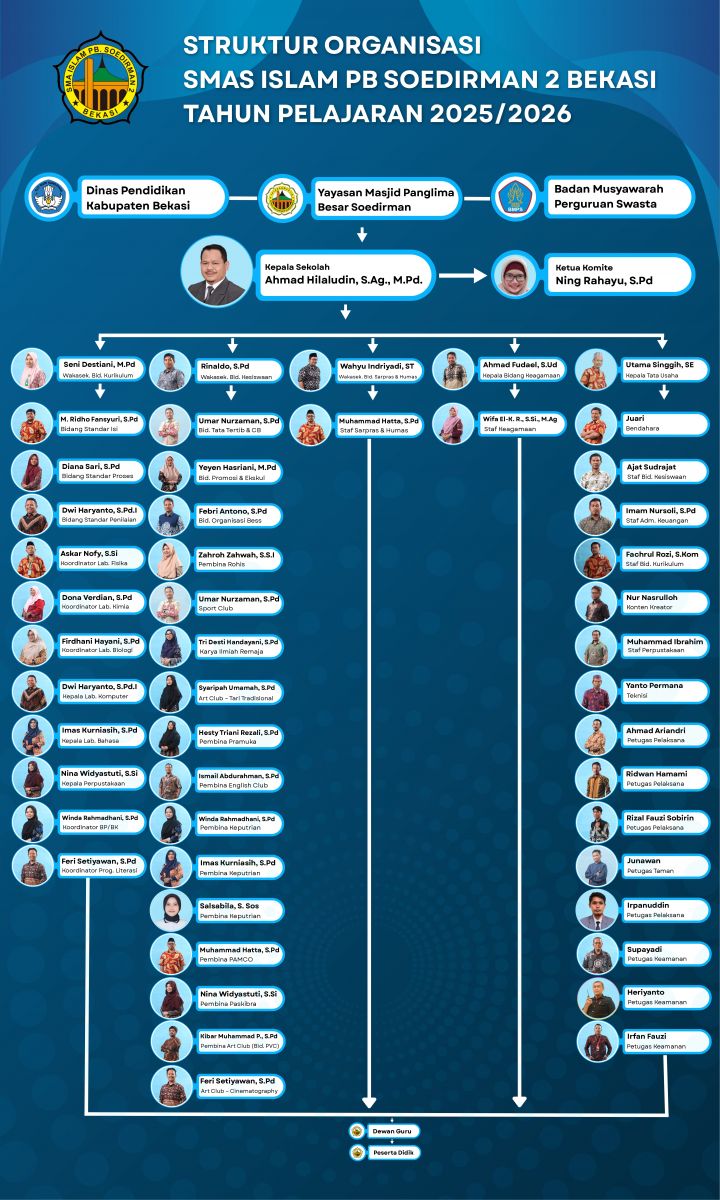 SMA ISLAM PB. SOEDIRMAN 2
BEKASI
STRUKTUR ORGANISASI
SMAS ISLAM PB SOEDIRMAN 2 BEKASI
TAHUN PELAJARAN 2025/2026
Dinas Pendidikan
Kabupaten Bekasi
Yayasan Masjid Panglima
Besar Soedirman
BMPS
Badan Musyawarah
Perguruan Swasta
Kepala Sekolah
Ahmad Hilaludin, S.Ag., M.Pd.
Ketua Komite
Ning Rahayu, S.Pd
Seni Destiani, M.Pd
Wakasek. Bid. Kurikulum
Rinaldo, S.Pd
Wakasek. Bid. Kesiswaan
Wahyu Indriyadi, ST
Wakasek. Bid. Sarpras & Humas
Ahmad Fudael, S.Ud
Kepala Bidang Keagamaan
Utama Singgih, SE
Kepala Tata Usaha
M. Ridho Fansyuri, S.Pd
Bidang Standar Isi
Diana Sari, S.Pd
Bidang Standar Proses
Dwi Haryanto, S.Pd.I
Bidang Standar Penilaian
Askar Nofy, S.Si
Koordinator Lab. Fisika
Dona Verdian, S.Pd
Koordinator Lab. Kimia
Firdhani Hayani, S.Pd
Koordinator Lab. Biologi
Dwi Haryanto, S.Pd.I
Kepala Lab. Komputer
Imas Kurniasih, S.Pd
Kepala Lab. Bahasa
Nina Widyastuti, S.Si
Kepala Perpustakaan
Winda Rahmadhani, S.Pd
Koordinator BP/BK
Feri Setiyawan, S.Pd
Koordinator Prog. Literasi
Umar Nurzaman, S.Pd
Bid. Tata Tertib & CB
Yeyen Hasriani, M.Pd
Bid. Promosi & Ekskul
Febri Antono, S.Pd
Bid. Organisasi Bess
Zahroh Zahwah, S.S.I
Pembina Rohis
Umar Nurzaman, S.Pd
Sport Club
Tri Desti Handayani, S.Pd
Karya Ilmiah Remaja
Syaripah Umamah, S.Pd
Art Club – Tari Tradisional
Hesty Triani Rezali, S.Pd
Pembina Pramuka
Ismail Abdurahman, S.Pd
Pembina English Club
Winda Rahmadhani, S.Pd
Pembina Keputrian
Imas Kurniasih, S.Pd
Pembina Keputrian
Salsabila, S. Sos
Pembina Keputrian
Muhammad Hatta, S.Pd
Pembina PAMCO
Nina Widyastuti, S.Si
Pembina Paskibra
Kibar Muhammad P., S.Pd
Pembina Art Club (Bid. PVC)
Feri Setiyawan, S.Pd
Art Club – Cinematography
Muhammad Hatta, S.Pd
Staf Sarpras & Humas
Wifa El-K. R., S.Si., M.Ag
Staf Keagamaan
Juari
Bendahara
Ajat Sudrajat
Staf Bid. Kesiswaan
Imam Nursoli, S.Pd
Staf Adm. Keuangan
Fachrul Rozi, S.Kom
Staf Bid. Kurikulum
Nur Nasrulloh
Konten Kreator
Muhammad Ibrahim
Staf Perpustakaan
Yanto Permana
Teknisi
Ahmad Ariandri
Petugas Pelaksana
Ridwan Hamami
Petugas Pelaksana
Rizal Fauzi Sobirin
Petugas Pelaksana
Junawan
Petugas Taman
Irpanuddin
Petugas Pelaksana
Supayadi
Petugas Keamanan
Heriyanto
Petugas Keamanan
Irfan Fauzi
Petugas Keamanan
Dewan Guru
Peserta Didik